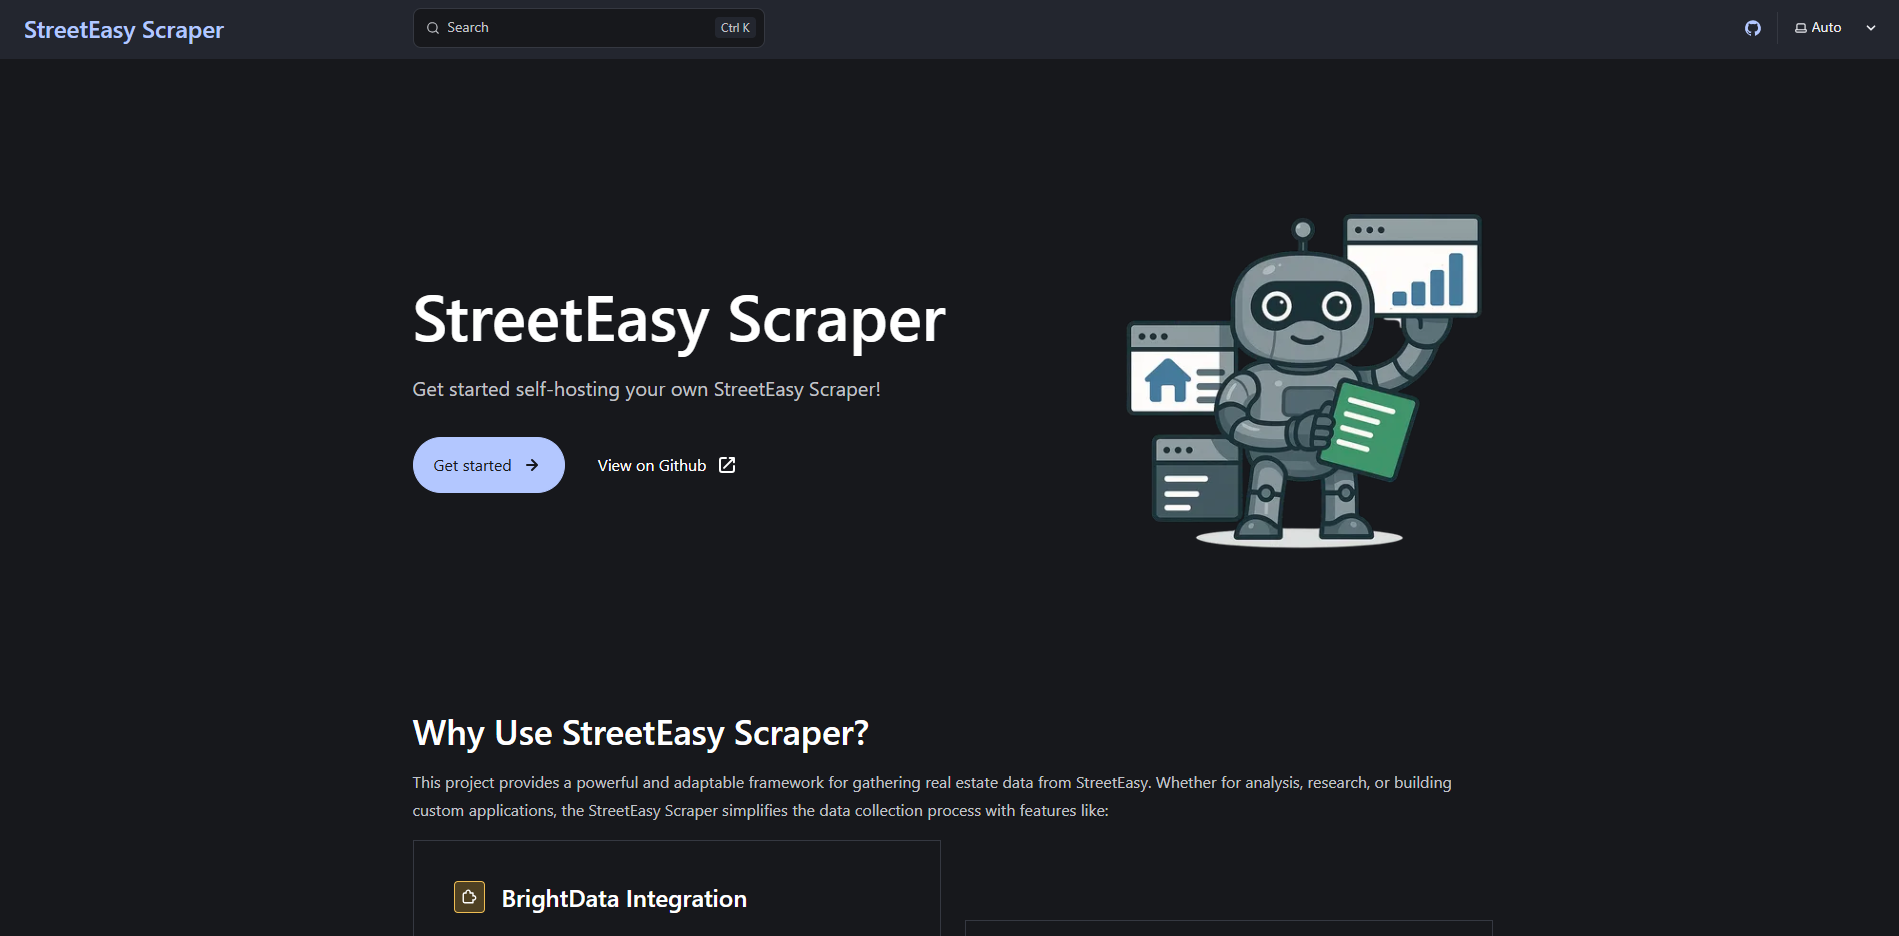 StreetEasy Scraper
Search
Ctrl K
Auto
StreetEasy Scraper
Get started self-hosting your own StreetEasy Scraper!
Get started
View on Github
Why Use StreetEasy Scraper?
This project provides a powerful and adaptable framework for gathering real estate data from StreetEasy. Whether for analysis, research, or building
custom applications, the StreetEasy Scraper simplifies the data collection process with features like:
BrightData Integration